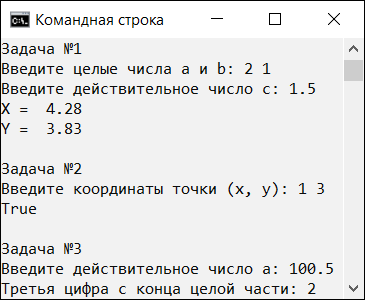 Командная строка
Задача №1
Введите целые числа a и b: 2 1
Введите действительное число c: 1.5
X =  4.28
Y =  3.83
Задача №2
Введите координаты точки (x, y): 1 3
True
Задача №3
Введите действительное число a: 100.5
Третья цифра с конца целой части: 2